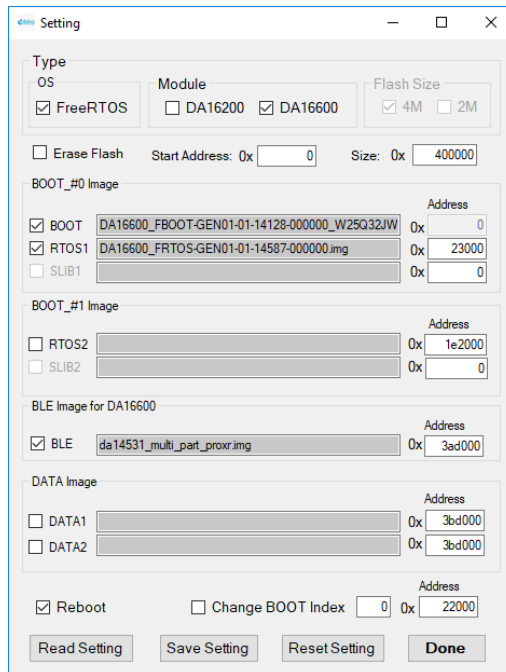 Setting
Type
OS
FreeRTOS
Module
DA16200 DA16600
Flash Size
4M 2M
Erase Flash Start Address: 0x 0 Size: 0x 400000
BOOT_#0 Image
Address
BOOT DA16600_FBOOT-GEN01-01-14128-000000_W25Q32JW 0x 0
RTOS1 DA16600_FRTOS-GEN01-01-14587-000000.img 0x 23000
SLIB1 0x 0
BOOT_#1 Image
Address
RTOS2 0x 1e2000
SLIB2 0x 0
BLE Image for DA16600
Address
BLE da14531_multi_part_proxr.img 0x 3ad000
DATA Image
Address
DATA1 0x 3bd000
DATA2 0x 3bd000
Address
Reboot Change BOOT Index 0 0x 22000
Read Setting Save Setting Reset Setting Done